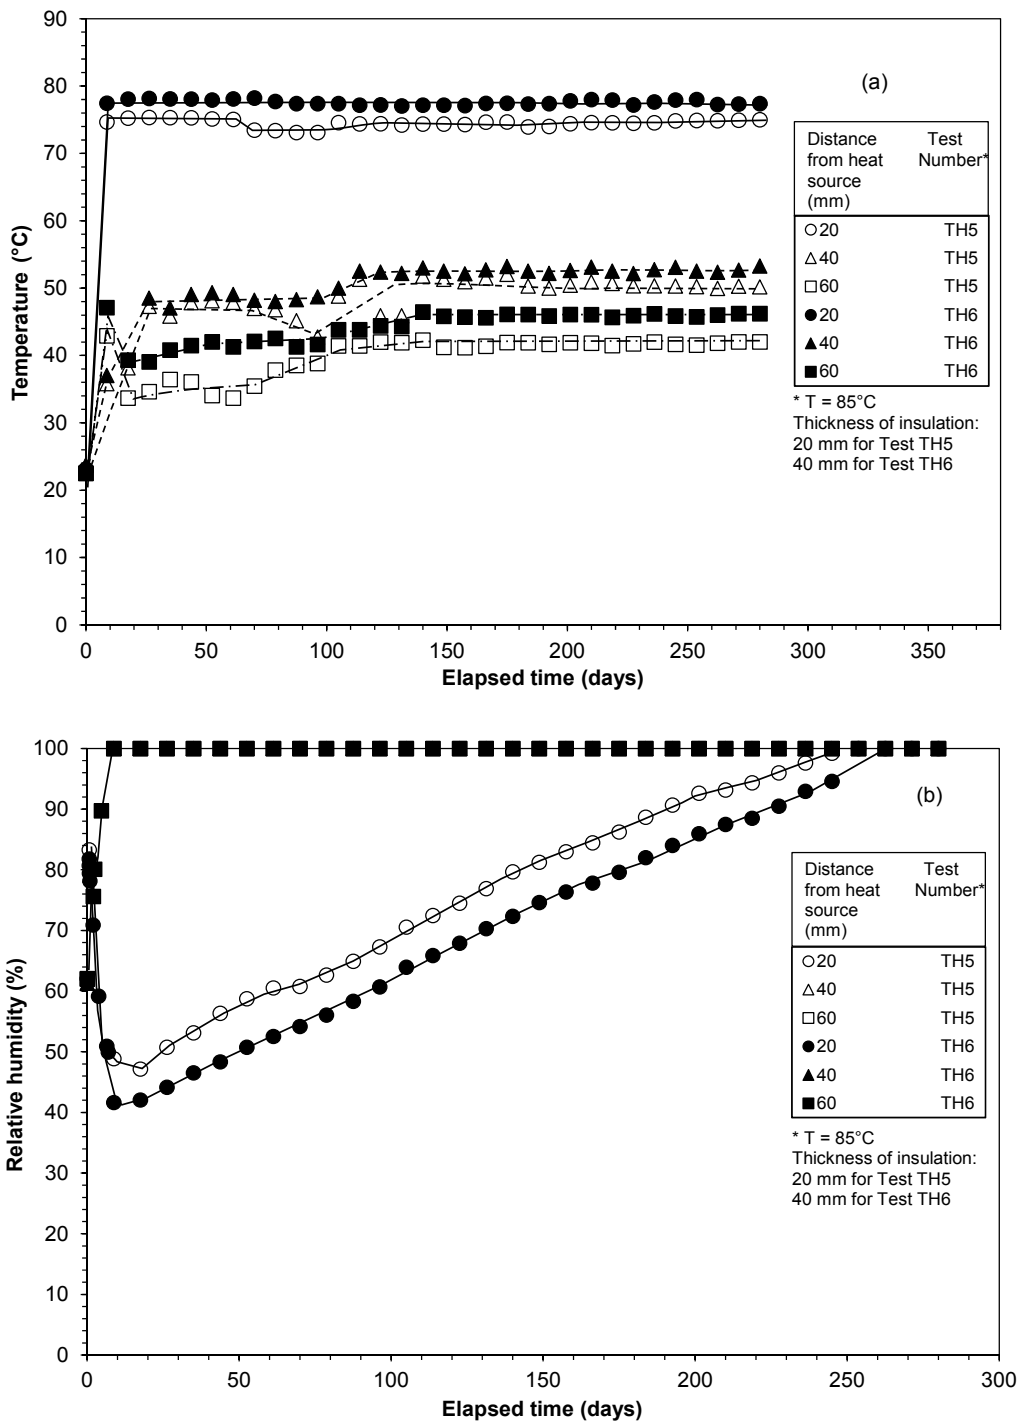 90
80
70
60
50
40
30
20
10
0
Temperature (°C)
(a)
Distance Test
from heat Number*
source
(mm)
20 TH5
40 TH5
60 TH5
20 TH6
40 TH6
60 TH6
* T = 85°C
Thickness of insulation:
20 mm for Test TH5
40 mm for Test TH6
0 50 100 150 200 250 300 350
Elapsed time (days)
100
90
80
70
60
50
40
30
20
10
0
Relative humidity (%)
(b)
Distance Test
from heat Number*
source
(mm)
20 TH5
40 TH5
60 TH5
20 TH6
40 TH6
60 TH6
* T = 85°C
Thickness of insulation:
20 mm for Test TH5
40 mm for Test TH6
0 50 100 150 200 250 300
Elapsed time (days)